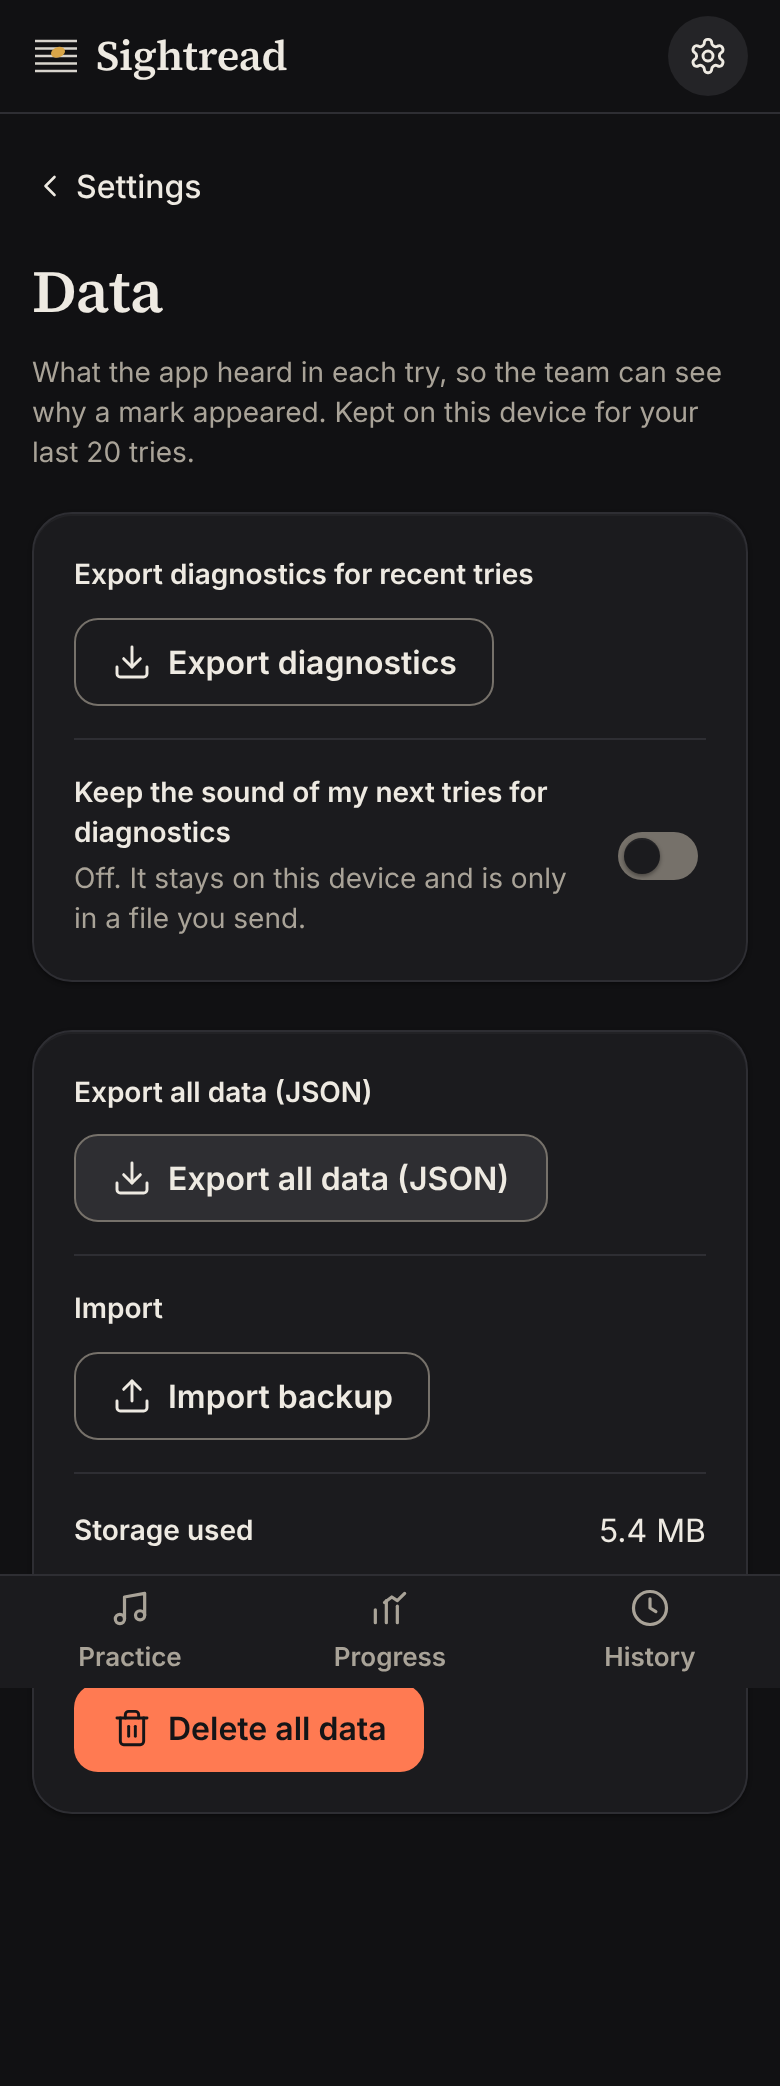 Sightread
Settings
Data
What the app heard in each try, so the team can see
why a mark appeared. Kept on this device for your
last 20 tries.
Export diagnostics for recent tries
Export diagnostics
Keep the sound of my next tries for
diagnostics
Off. It stays on this device and is only
in a file you send.
Export all data (JSON)
Export all data (JSON)
Import
Import backup
Storage used 5.4 MB
Practice Progress History
Delete all data